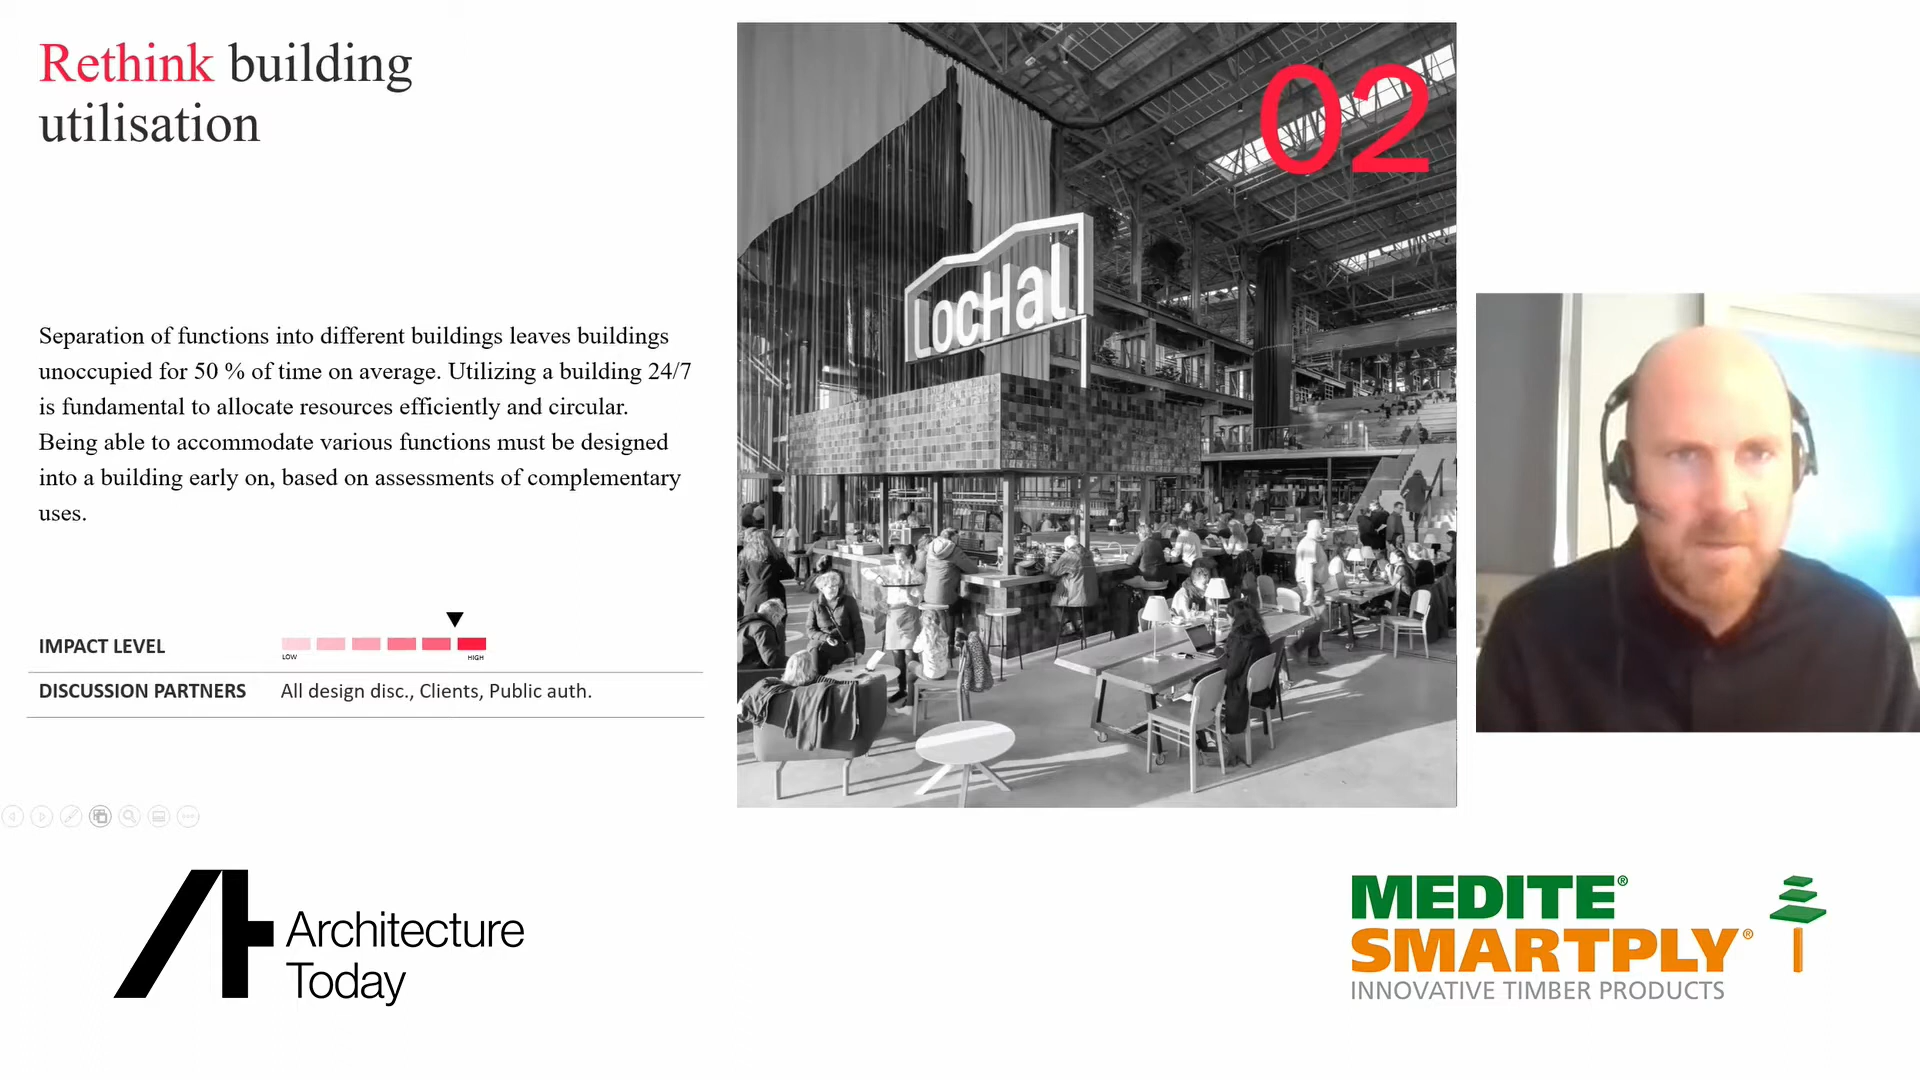 Rethink building
utilisation
02
LocHal
Separation of functions into different buildings leaves buildings
unoccupied for 50 % of time on average. Utilizing a building 24/7
is fundamental to allocate resources efficiently and circular.
Being able to accommodate various functions must be designed
into a building early on, based on assessments of complementary
uses.
IMPACT LEVEL
LOW HIGH
DISCUSSION PARTNERS All design disc., Clients, Public auth.
Architecture
Today
MEDITE®
SMARTPLY®
INNOVATIVE TIMBER PRODUCTS